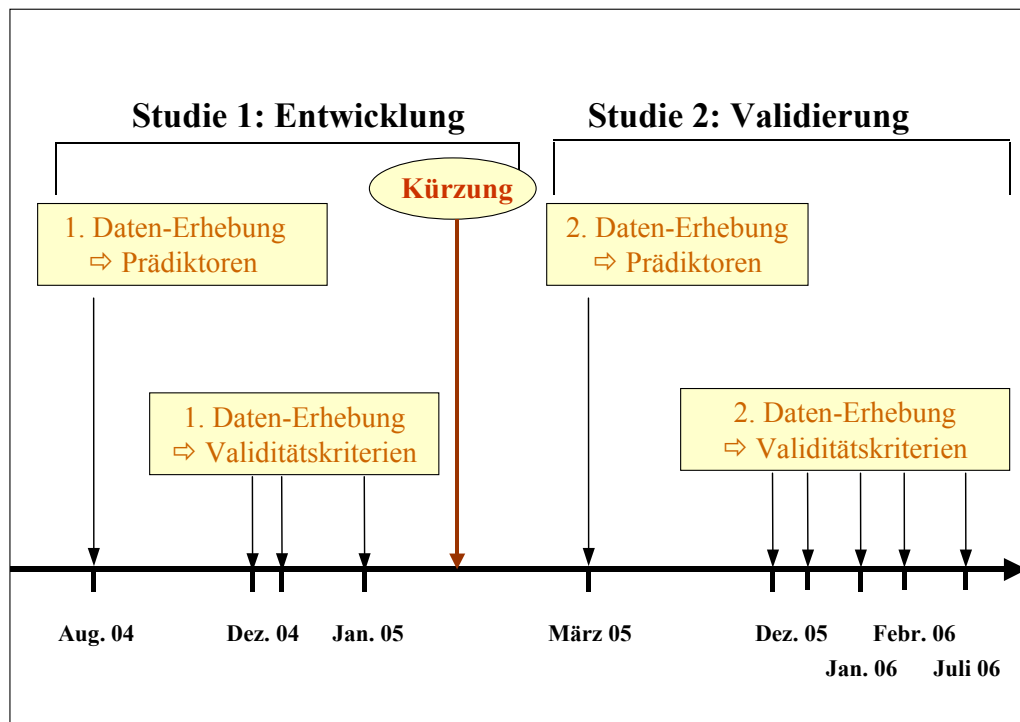 Studie 1: Entwicklung
Studie 2: Validierung
Kürzung
1. Daten-Erhebung
⇨ Prädiktoren
2. Daten-Erhebung
⇨ Prädiktoren
1. Daten-Erhebung
⇨ Validitätskriterien
2. Daten-Erhebung
⇨ Validitätskriterien
Aug. 04
Dez. 04
Jan. 05
März 05
Dez. 05
Febr. 06
Jan. 06
Juli 06